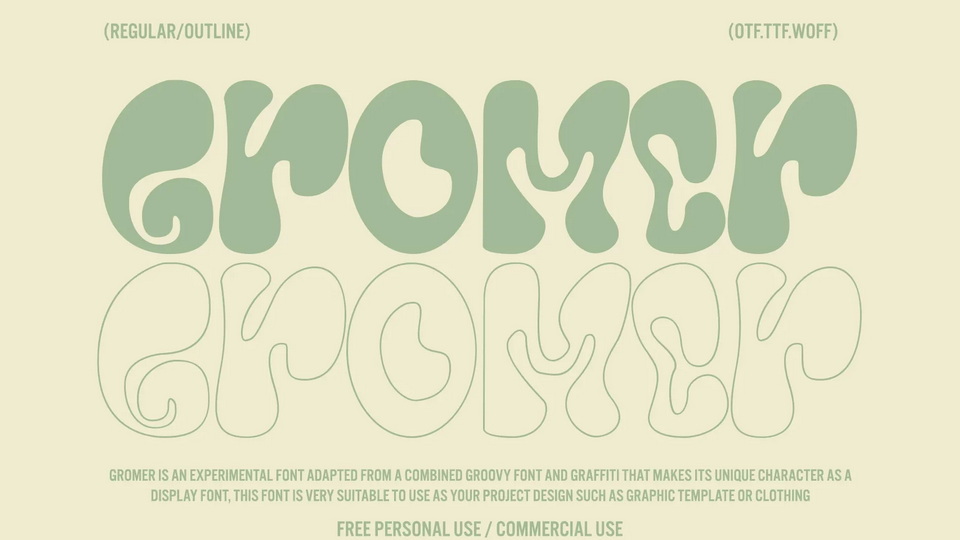 (REGULAR/OUTLINE)
(OTF.TTF.WOFF)
GrOMer
GrOMer
GROMER IS AN EXPERIMENTAL FONT ADAPTED FROM A COMBINED GROOVY FONT AND GRAFFITI THAT MAKES ITS UNIQUE CHARACTER AS A
DISPLAY FONT, THIS FONT IS VERY SUITABLE TO USE AS YOUR PROJECT DESIGN SUCH AS GRAPHIC TEMPLATE OR CLOTHING
FREE PERSONAL USE / COMMERCIAL USE